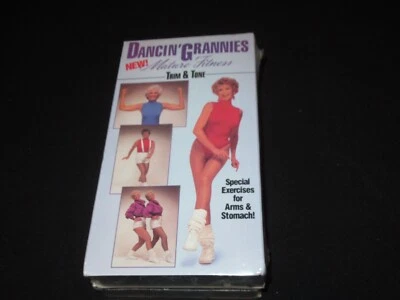 DANCIN' GRANNIES
NEW! Mature Fitness
TRIM & TONE
Special
Exercises
for
Arms &
Stomach!